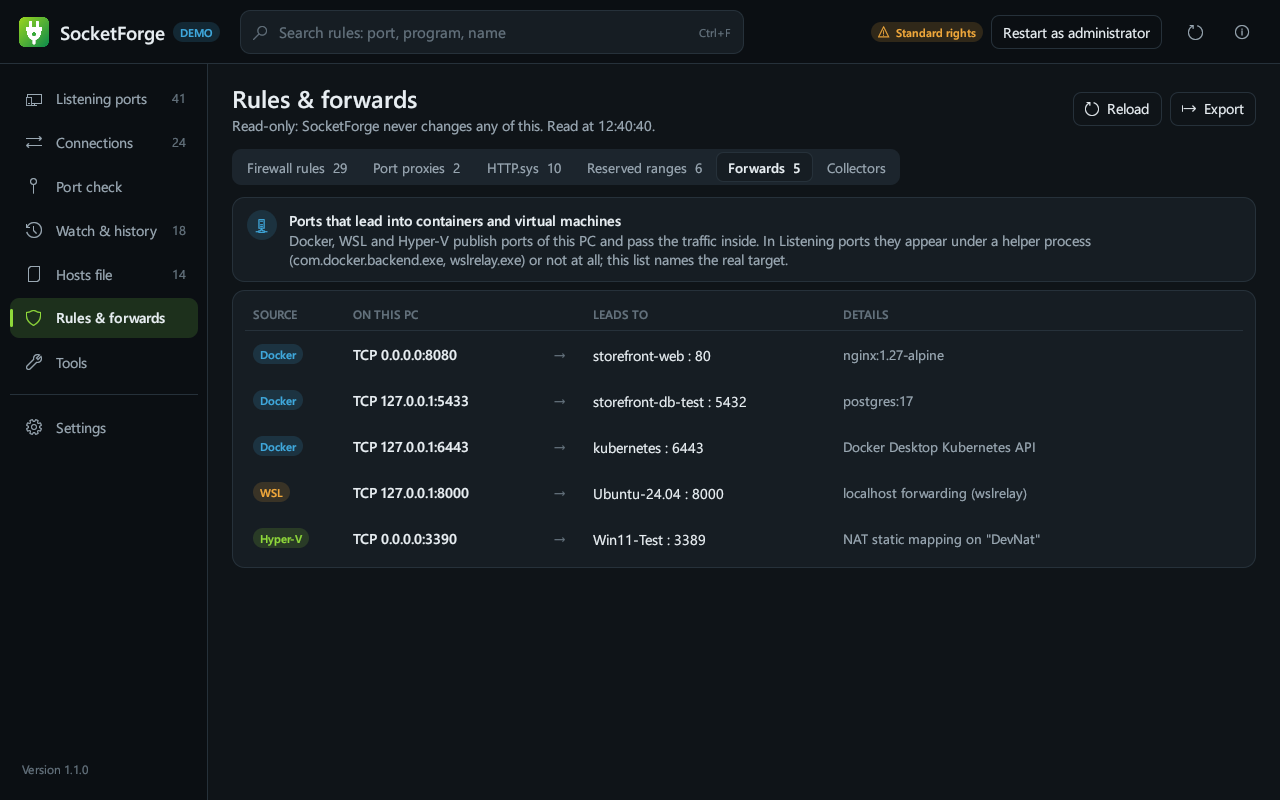 SocketForge DEMO
Search rules: port, program, name Ctrl+F
Standard rights
Restart as administrator
Listening ports 41
Connections 24
Port check
Watch & history 18
Hosts file 14
Rules & forwards
Tools
Settings
Version 1.1.0
Rules & forwards
Read-only: SocketForge never changes any of this. Read at 12:40:40.
Reload
Export
Firewall rules 29 Port proxies 2 HTTP.sys 10 Reserved ranges 6 Forwards 5 Collectors
Ports that lead into containers and virtual machines
Docker, WSL and Hyper-V publish ports of this PC and pass the traffic inside. In Listening ports they appear under a helper process
(com.docker.backend.exe, wslrelay.exe) or not at all; this list names the real target.
SOURCE ON THIS PC LEADS TO DETAILS
Docker TCP 0.0.0.0:8080 → storefront-web : 80 nginx:1.27-alpine
Docker TCP 127.0.0.1:5433 → storefront-db-test : 5432 postgres:17
Docker TCP 127.0.0.1:6443 → kubernetes : 6443 Docker Desktop Kubernetes API
WSL TCP 127.0.0.1:8000 → Ubuntu-24.04 : 8000 localhost forwarding (wslrelay)
Hyper-V TCP 0.0.0.0:3390 → Win11-Test : 3389 NAT static mapping on "DevNat"